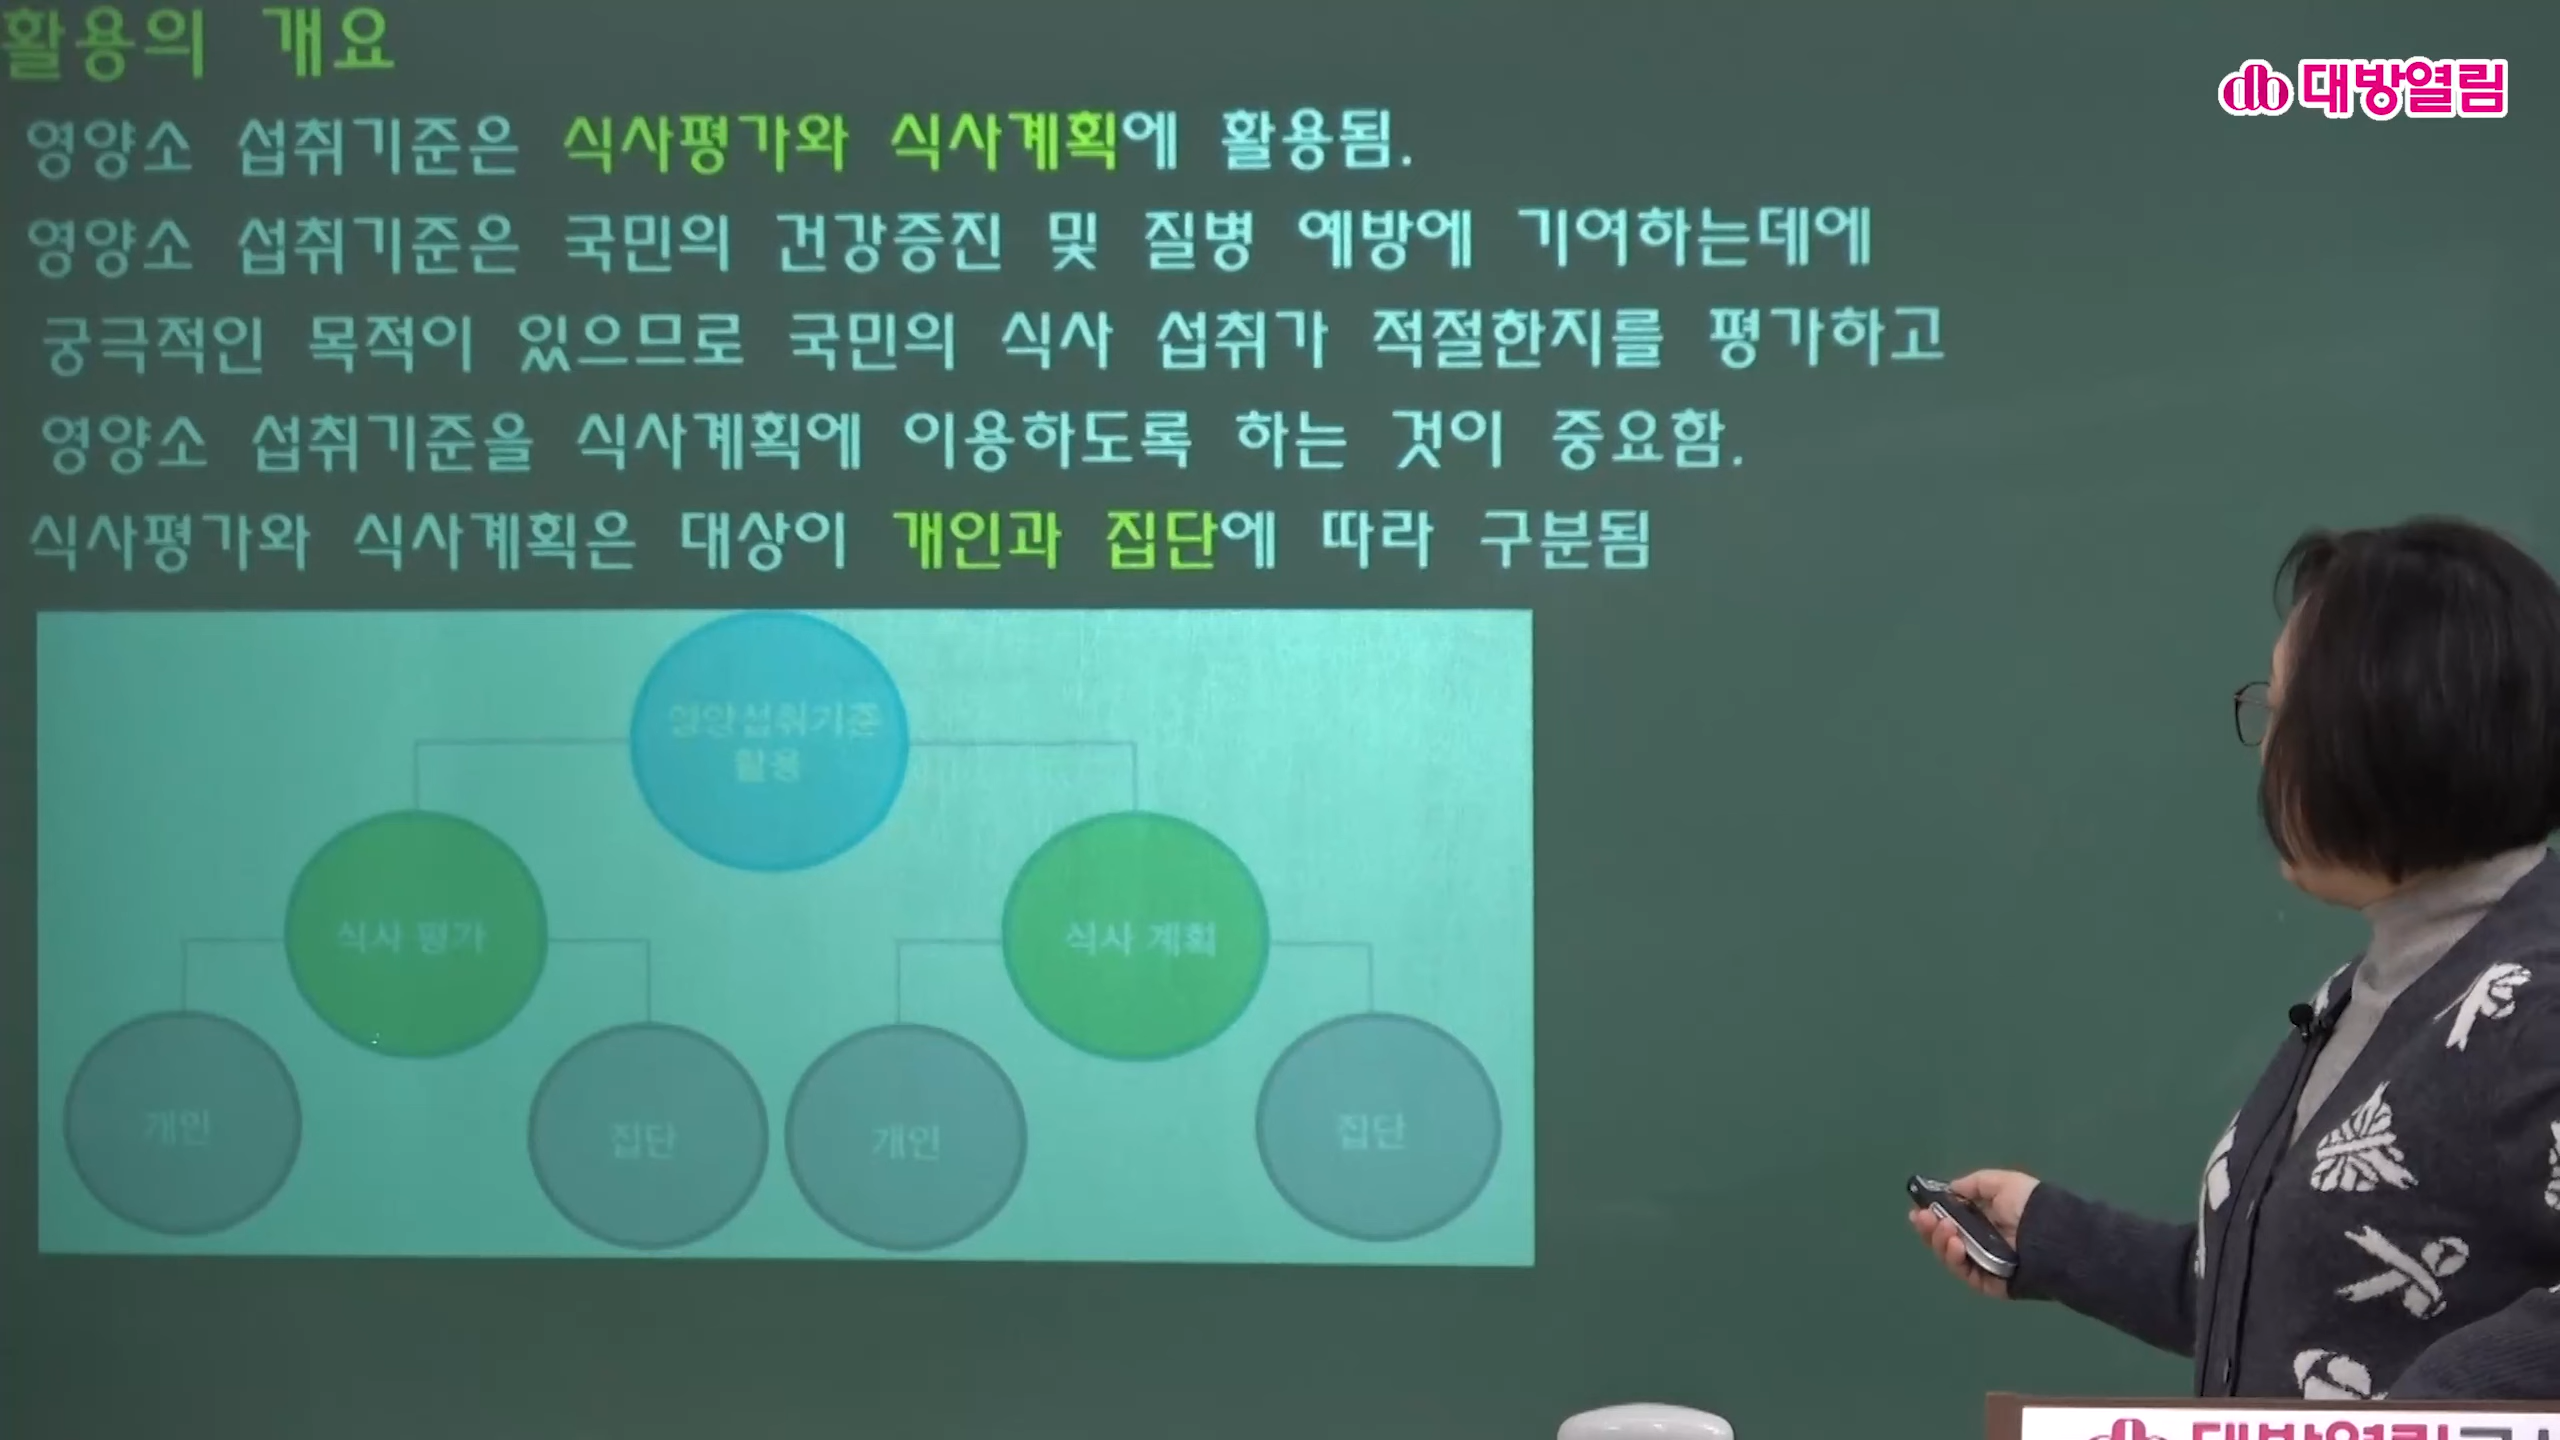 활용의 개요
대방열림
영양소 섭취기준은 식사평가와 식사계획에 활용됨.
영양소 섭취기준은 국민의 건강증진 및 질병 예방에 기여하는데에
궁극적인 목적이 있으므로 국민의 식사 섭취가 적절한지를 평가하고
영양소 섭취기준을 식사계획에 이용하도록 하는 것이 중요함.
식사평가와 식사계획은 대상이 개인과 집단에 따라 구분됨
영양섭취기준
활용
식사 평가
식사 계획
개인
집단
개인
집단